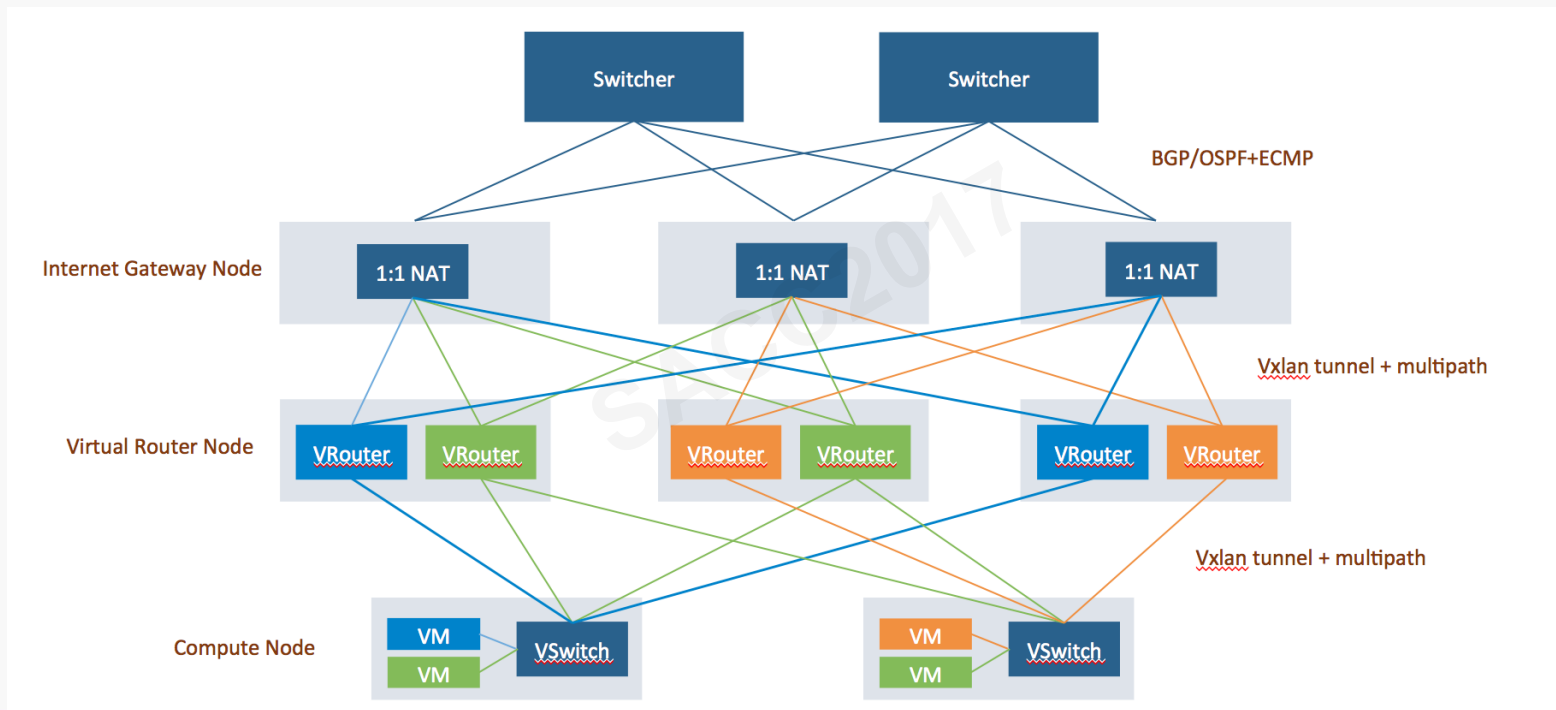 Switcher
Switcher
BGP/OSPF+ECMP
Internet Gateway Node
1:1 NAT
1:1 NAT
1:1 NAT
SACC2017
Vxlan tunnel + multipath
Virtual Router Node
VRouter
VRouter
VRouter
VRouter
VRouter
VRouter
Vxlan tunnel + multipath
Compute Node
VM
VM
VSwitch
VM
VM
VSwitch